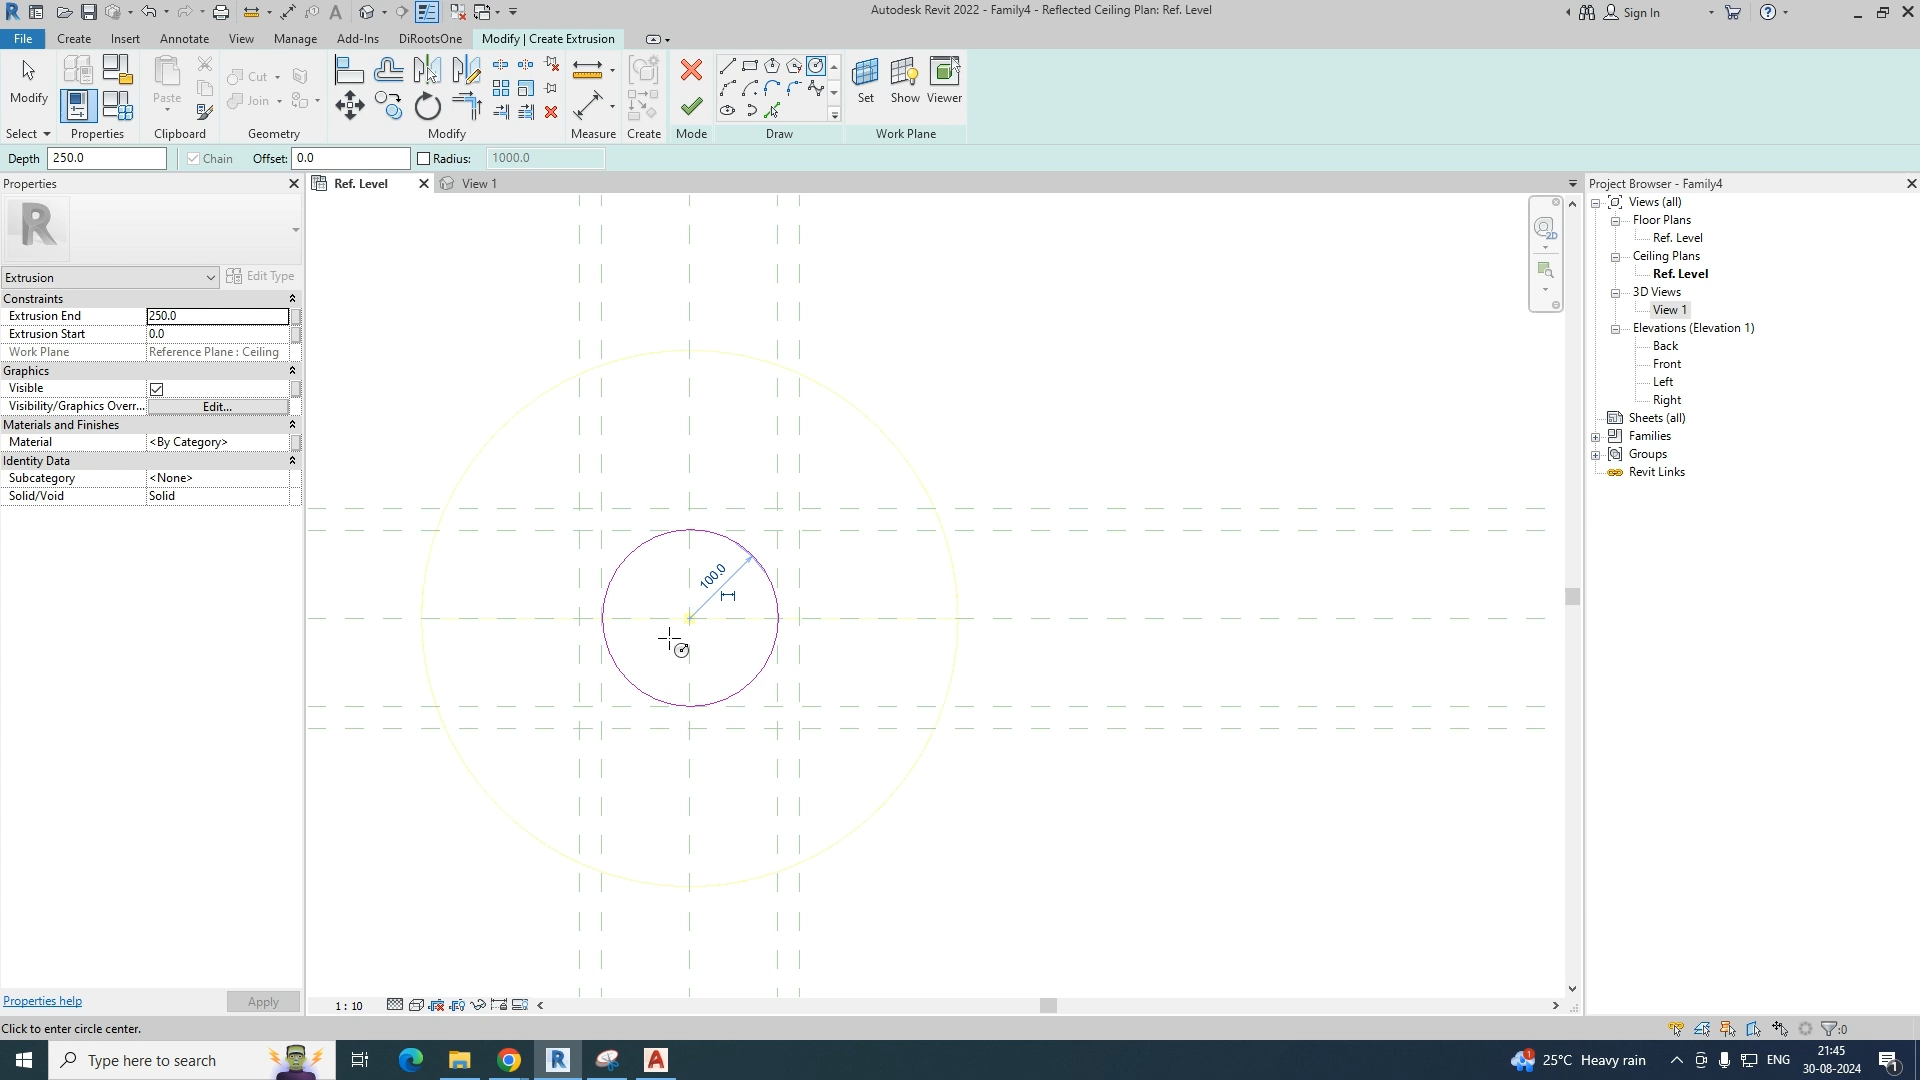 Autodesk Revit 2022 - Family4 - Reflected Ceiling Plan: Ref. Level
Sign In
File Create Insert Annotate View Manage Add-Ins DiRootsOne Modify | Create Extrusion
Modify Paste Cut Join Set Show Viewer
Select Properties Clipboard Geometry Modify Measure Create Mode Draw Work Plane
Depth 250.0 Chain Offset: 0.0 Radius: 1000.0
Properties
Ref. Level
View 1
Project Browser - Family4
Extrusion
Edit Type
Constraints
Extrusion End 250.0
Extrusion Start 0.0
Work Plane Reference Plane : Ceiling
Graphics
Visible
Visibility/Graphics Overr... Edit...
Materials and Finishes
Material <By Category>
Identity Data
Subcategory <None>
Solid/Void Solid
Properties help
Apply
100.0
2D
Views (all)
Floor Plans
Ref. Level
Ceiling Plans
Ref. Level
3D Views
View 1
Elevations (Elevation 1)
Back
Front
Left
Right
Sheets (all)
Families
Groups
Revit Links
1 : 10
Click to enter circle center.
:0
Type here to search
25°C Heavy rain
ENG
21:45
30-08-2024
1